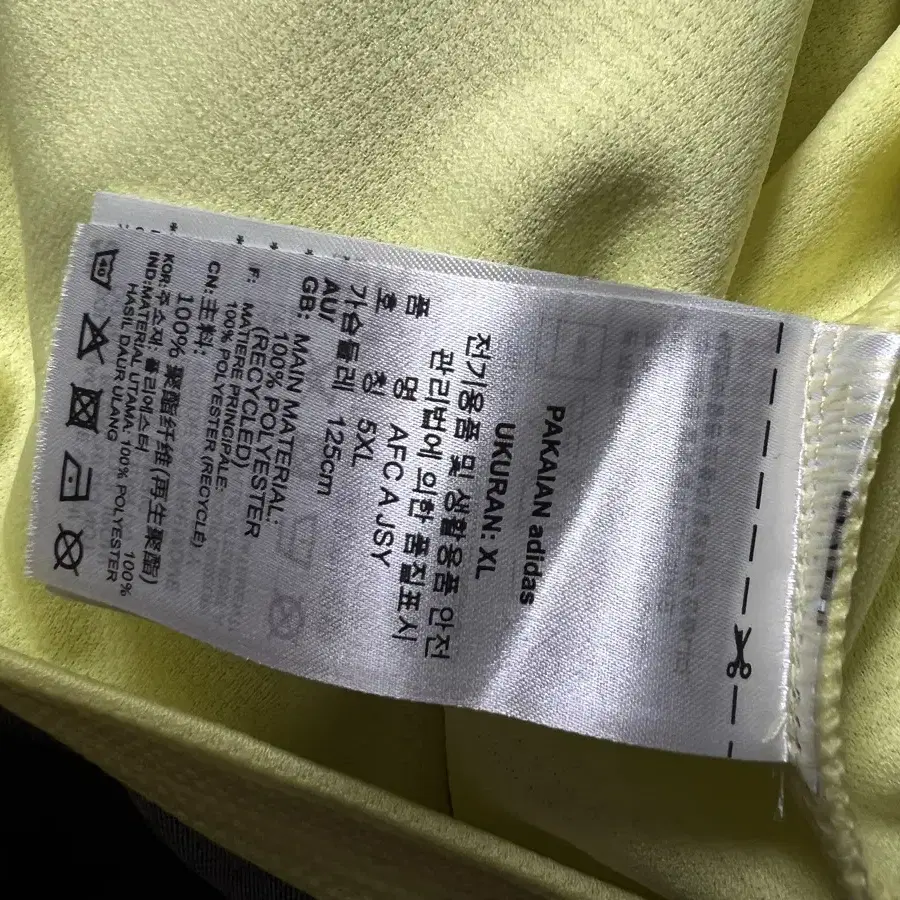 PAKAIAN adidas
UKURAN: XL
전기용품 및 생활용품 안전
관리법에 의한 품질표시
품 명 AFC A JSY
호 칭 5XL
가슴둘레 125cm
AU/
GB: MAIN MATERIAL:
100% POLYESTER
(RECYCLED)
F: MATIERE PRINCIPALE:
100% POLYESTER (RECYCLÉ)
CN:主料:
100% 聚酯纤维(再生聚酯)
KOR:주소재: 폴리에스터 100%
IND:MATERIAL UTAMA: 100% POLYESTER
HASIL DAUR ULANG
40